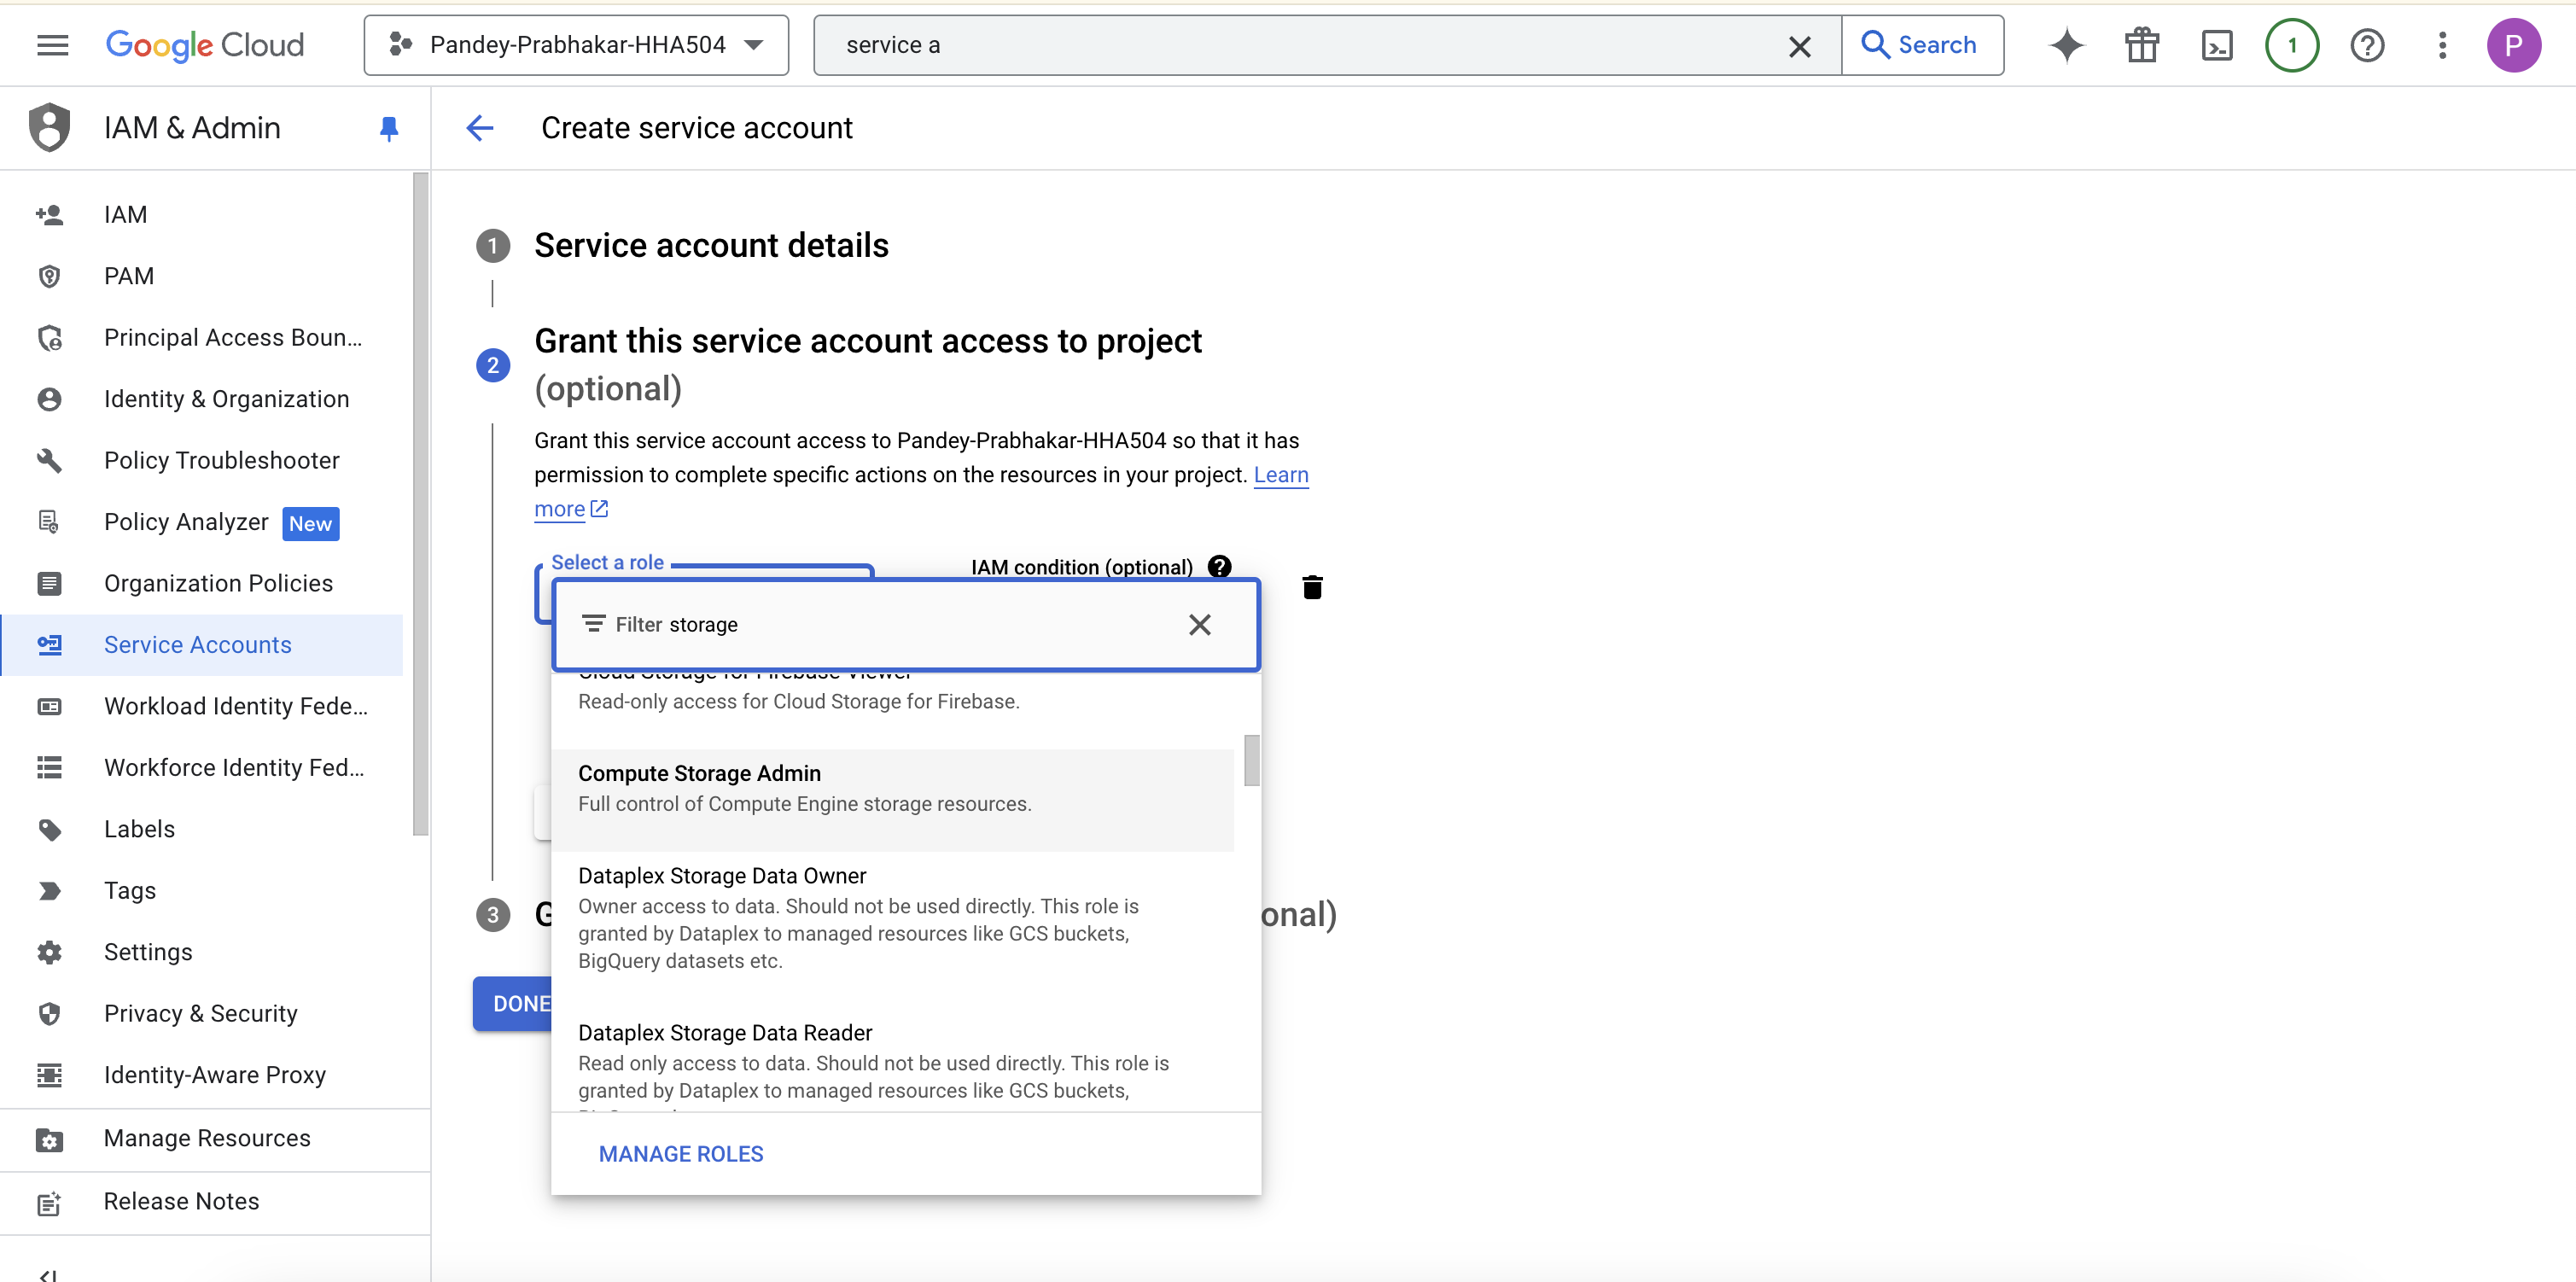 Google Cloud
Pandey-Prabhakar-HHA504
service a
Search
1
P
IAM & Admin
Create service account
IAM
PAM
Principal Access Boun...
Identity & Organization
Policy Troubleshooter
Policy Analyzer New
Organization Policies
Service Accounts
Workload Identity Fede...
Workforce Identity Fed...
Labels
Tags
Settings
Privacy & Security
Identity-Aware Proxy
Manage Resources
Release Notes
1 Service account details
2 Grant this service account access to project
(optional)
Grant this service account access to Pandey-Prabhakar-HHA504 so that it has
permission to complete specific actions on the resources in your project. Learn
more
Select a role
IAM condition (optional)
Filter storage
Cloud Storage for Firebase Viewer
Read-only access for Cloud Storage for Firebase.
Compute Storage Admin
Full control of Compute Engine storage resources.
Dataplex Storage Data Owner
Owner access to data. Should not be used directly. This role is
granted by Dataplex to managed resources like GCS buckets,
BigQuery datasets etc.
Dataplex Storage Data Reader
Read only access to data. Should not be used directly. This role is
granted by Dataplex to managed resources like GCS buckets,
MANAGE ROLES
3 G
onal)
DONE